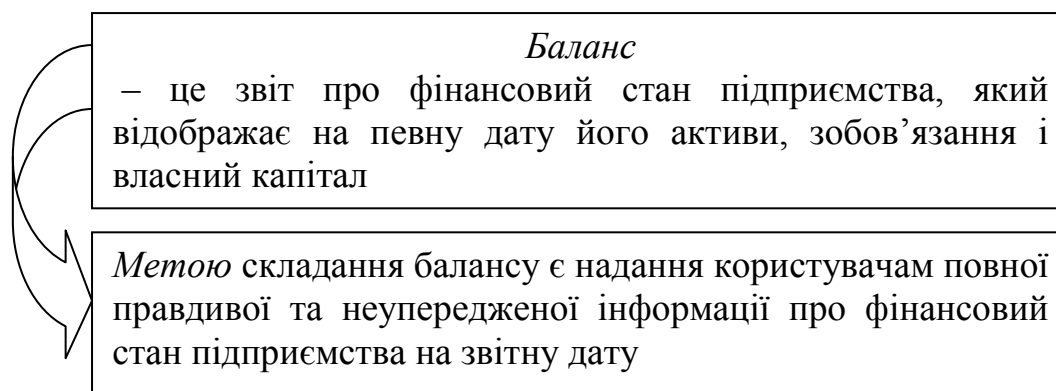 Баланс
– це звіт про фінансовий стан підприємства, який
відображає на певну дату його активи, зобов’язання і
власний капітал
Метою складання балансу є надання користувачам повної
правдивої та неупередженої інформації про фінансовий
стан підприємства на звітну дату